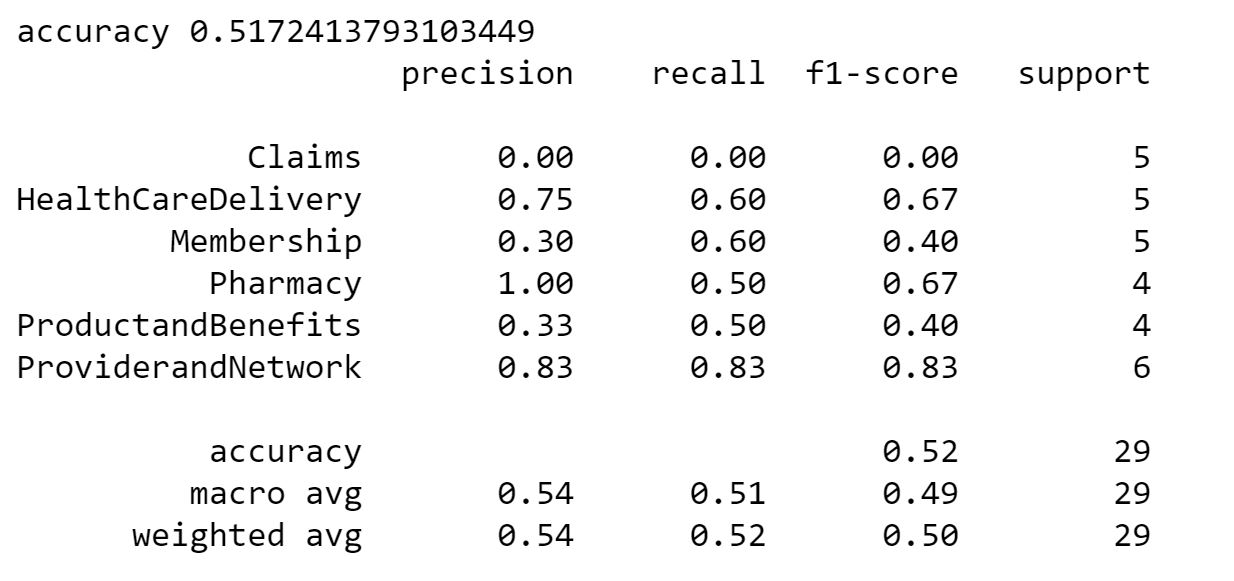 accuracy 0.5172413793103449
precision recall f1-score support
Claims 0.00 0.00 0.00 5
HealthCareDelivery 0.75 0.60 0.67 5
Membership 0.30 0.60 0.40 5
Pharmacy 1.00 0.50 0.67 4
ProductandBenefits 0.33 0.50 0.40 4
ProviderandNetwork 0.83 0.83 0.83 6
accuracy 0.52 29
macro avg 0.54 0.51 0.49 29
weighted avg 0.54 0.52 0.50 29